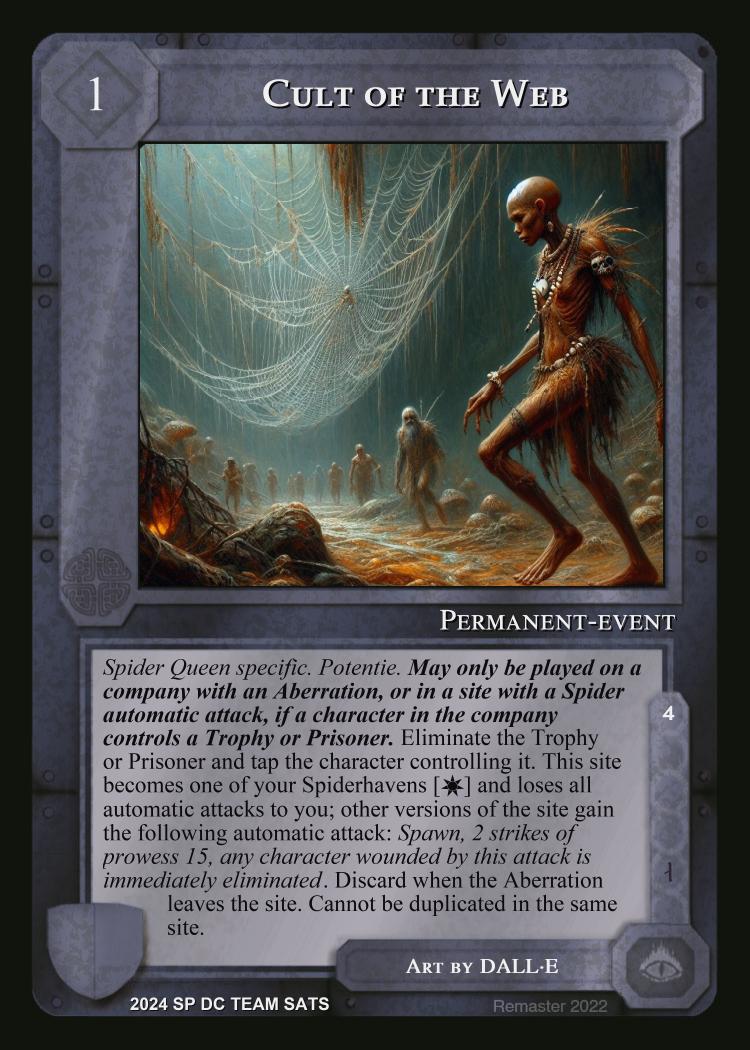 1
Cult of the Web
Permanent-event
Spider Queen specific. Potentie. May only be played on a
company with an Aberration, or in a site with a Spider
automatic attack, if a character in the company
controls a Trophy or Prisoner. Eliminate the Trophy
or Prisoner and tap the character controlling it. This site
becomes one of your Spiderhavens [✷] and loses all
automatic attacks to you; other versions of the site gain
the following automatic attack: Spawn, 2 strikes of
prowess 15, any character wounded by this attack is
immediately eliminated. Discard when the Aberration
leaves the site. Cannot be duplicated in the same
site.
4
Art by DALL·E
2024 SP DC TEAM SATS
Remaster 2022